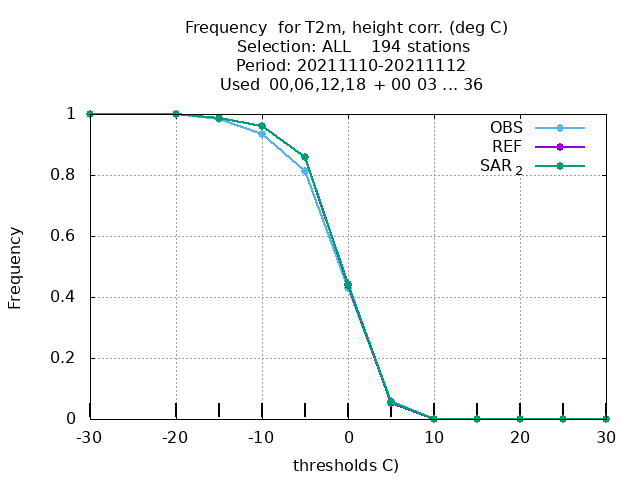 Frequency  for T2m, height corr. (deg C)
Selection: ALL    194 stations
Period: 20211110-20211112
Used  00,06,12,18  + 00 03 ... 36
OBS
REF
SAR 2
1
0.8
0.6
0.4
0.2
0
Frequency
-30
-20
-10
0
10
20
30
thresholds C)